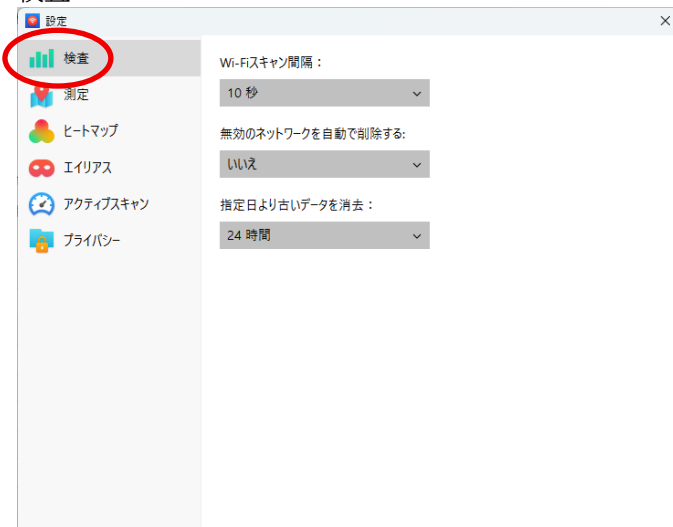 検査
設定
検査
測定
ヒートマップ
エイリアス
アクティブスキャン
プライバシー
Wi-Fiスキャン間隔：
10 秒
無効のネットワークを自動で削除する:
いいえ
指定日より古いデータを消去：
24 時間